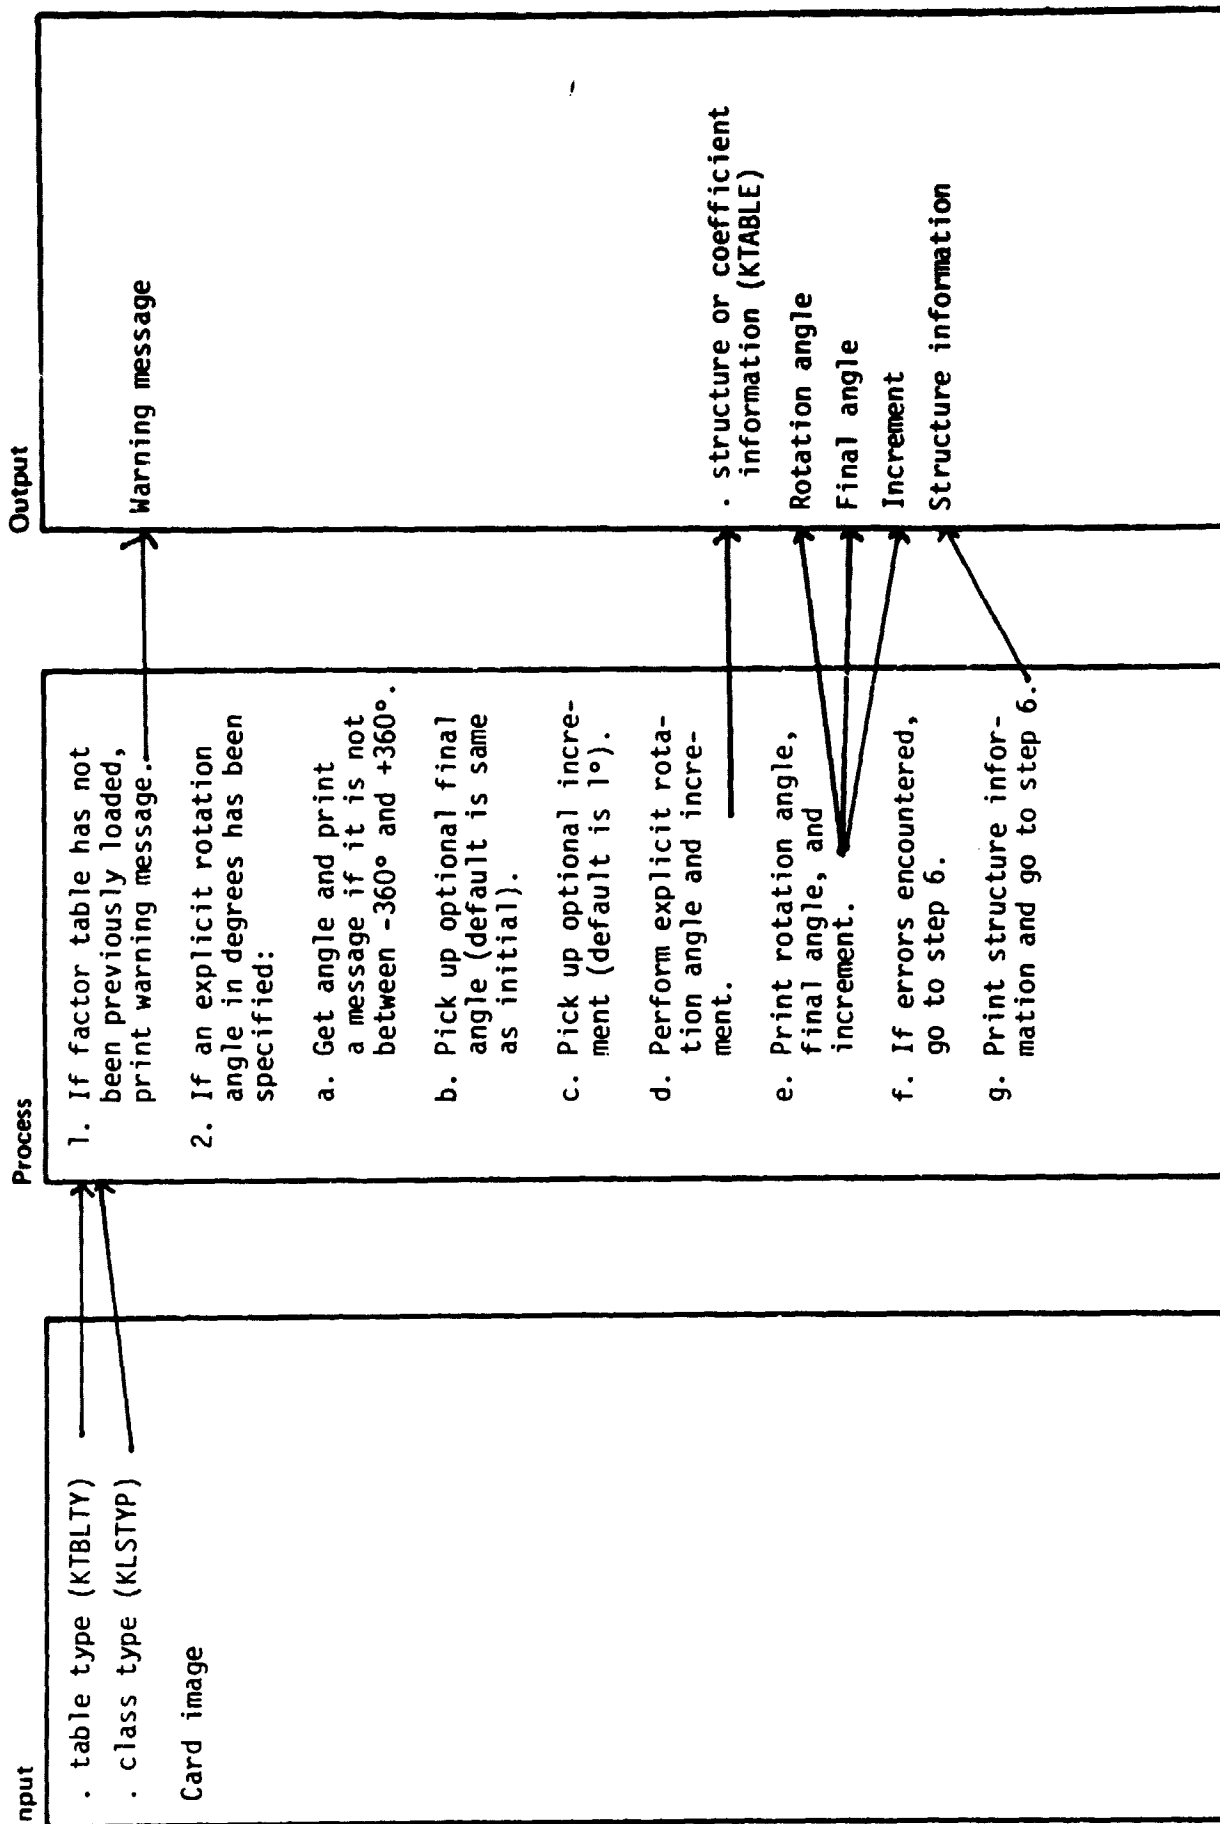 nput
. table type (KTBLTY)
. class type (KLSTYP)
Card image
Process
1. If factor table has not
been previously loaded,
print warning message.
2. If an explicit rotation
angle in degrees has been
specified:
a. Get angle and print
a message if it is not
between -360° and +360°.
b. Pick up optional final
angle (default is same
as initial).
c. Pick up optional incre-
ment (default is 1°).
d. Perform explicit rota-
tion angle and incre-
ment.
e. Print rotation angle,
final angle, and
increment.
f. If errors encountered,
go to step 6.
g. Print structure infor-
mation and go to step 6.
Output
Warning message
. structure or coefficient
information (KTABLE)
Rotation angle
Final angle
Increment
Structure information